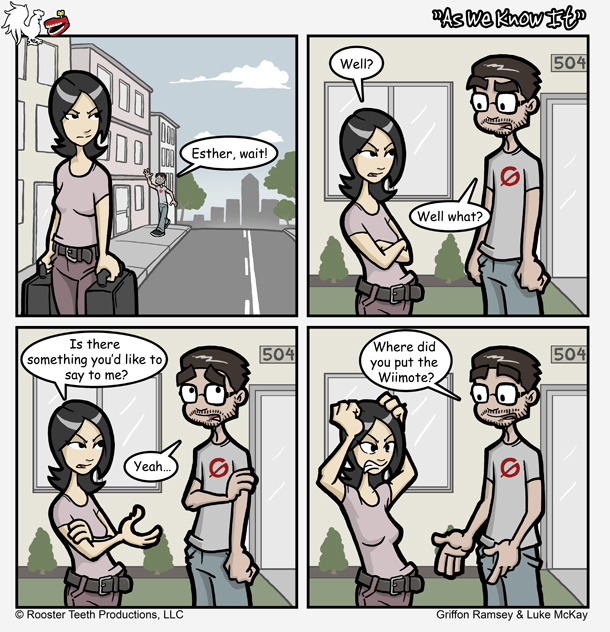 "As We Know It"
Esther, wait!
Well?
504
Well what?
Is there
something you'd like to
say to me?
504
Yeah...
Where did
you put the
Wiimote?
504
© Rooster Teeth Productions, LLC
Griffon Ramsey & Luke McKay